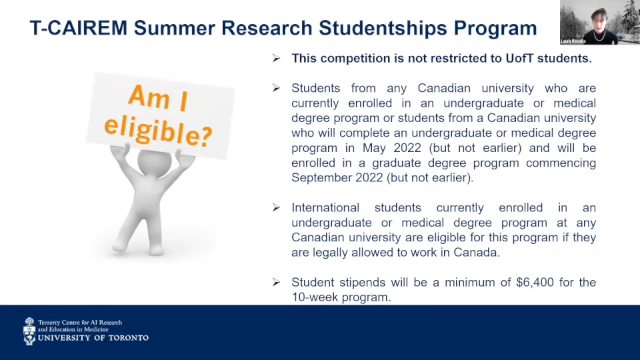 T-CAIREM Summer Research Studentships Program
Am I
eligible?
➢ This competition is not restricted to UofT students.
➢ Students from any Canadian university who are
currently enrolled in an undergraduate or medical
degree program or students from a Canadian university
who will complete an undergraduate or medical degree
program in May 2022 (but not earlier) and will be
enrolled in a graduate degree program commencing
September 2022 (but not earlier).
➢ International students currently enrolled in an
undergraduate or medical degree program at any
Canadian university are eligible for this program if they
are legally allowed to work in Canada.
➢ Student stipends will be a minimum of $6,400 for the
10-week program.
Temerty Centre for AI Research
and Education in Medicine
UNIVERSITY OF TORONTO